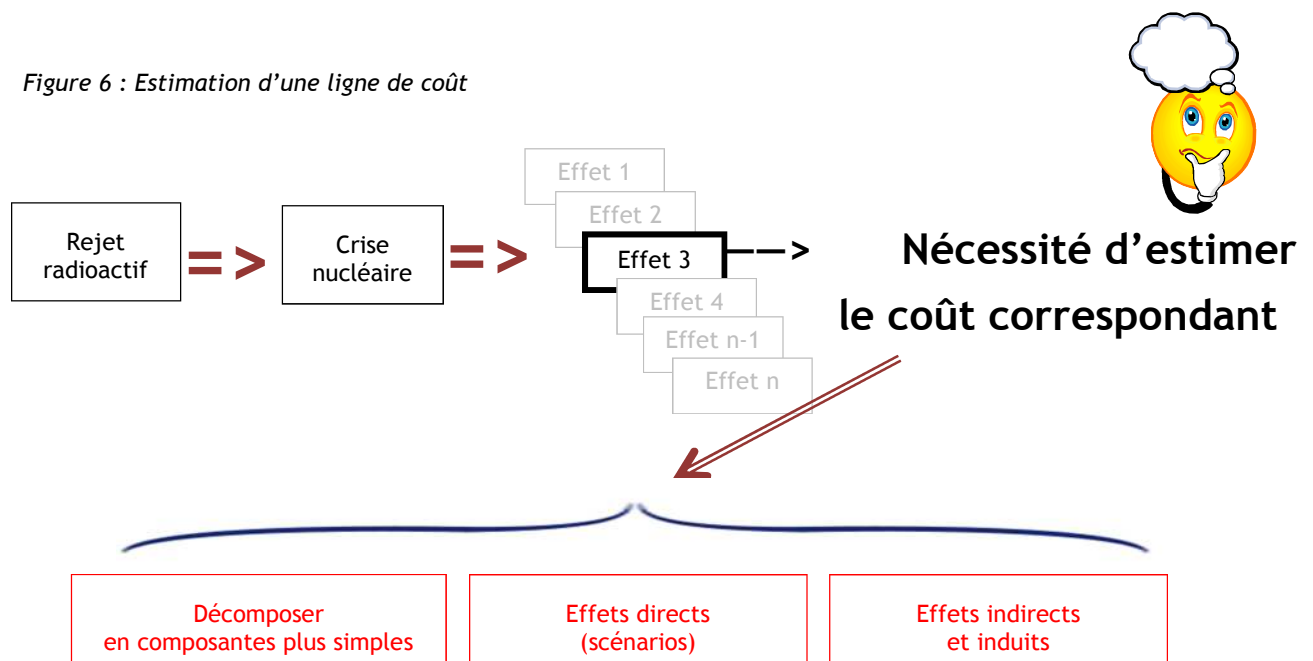 Figure 6 : Estimation d’une ligne de coût
Rejet
radioactif
=>
Crise
nucléaire
=>
Effet 1
Effet 2
Effet 3
Effet 4
Effet n-1
Effet n
--->
Nécessité d’estimer
le coût correspondant
Décomposer
en composantes plus simples
Effets directs
(scénarios)
Effets indirects
et induits